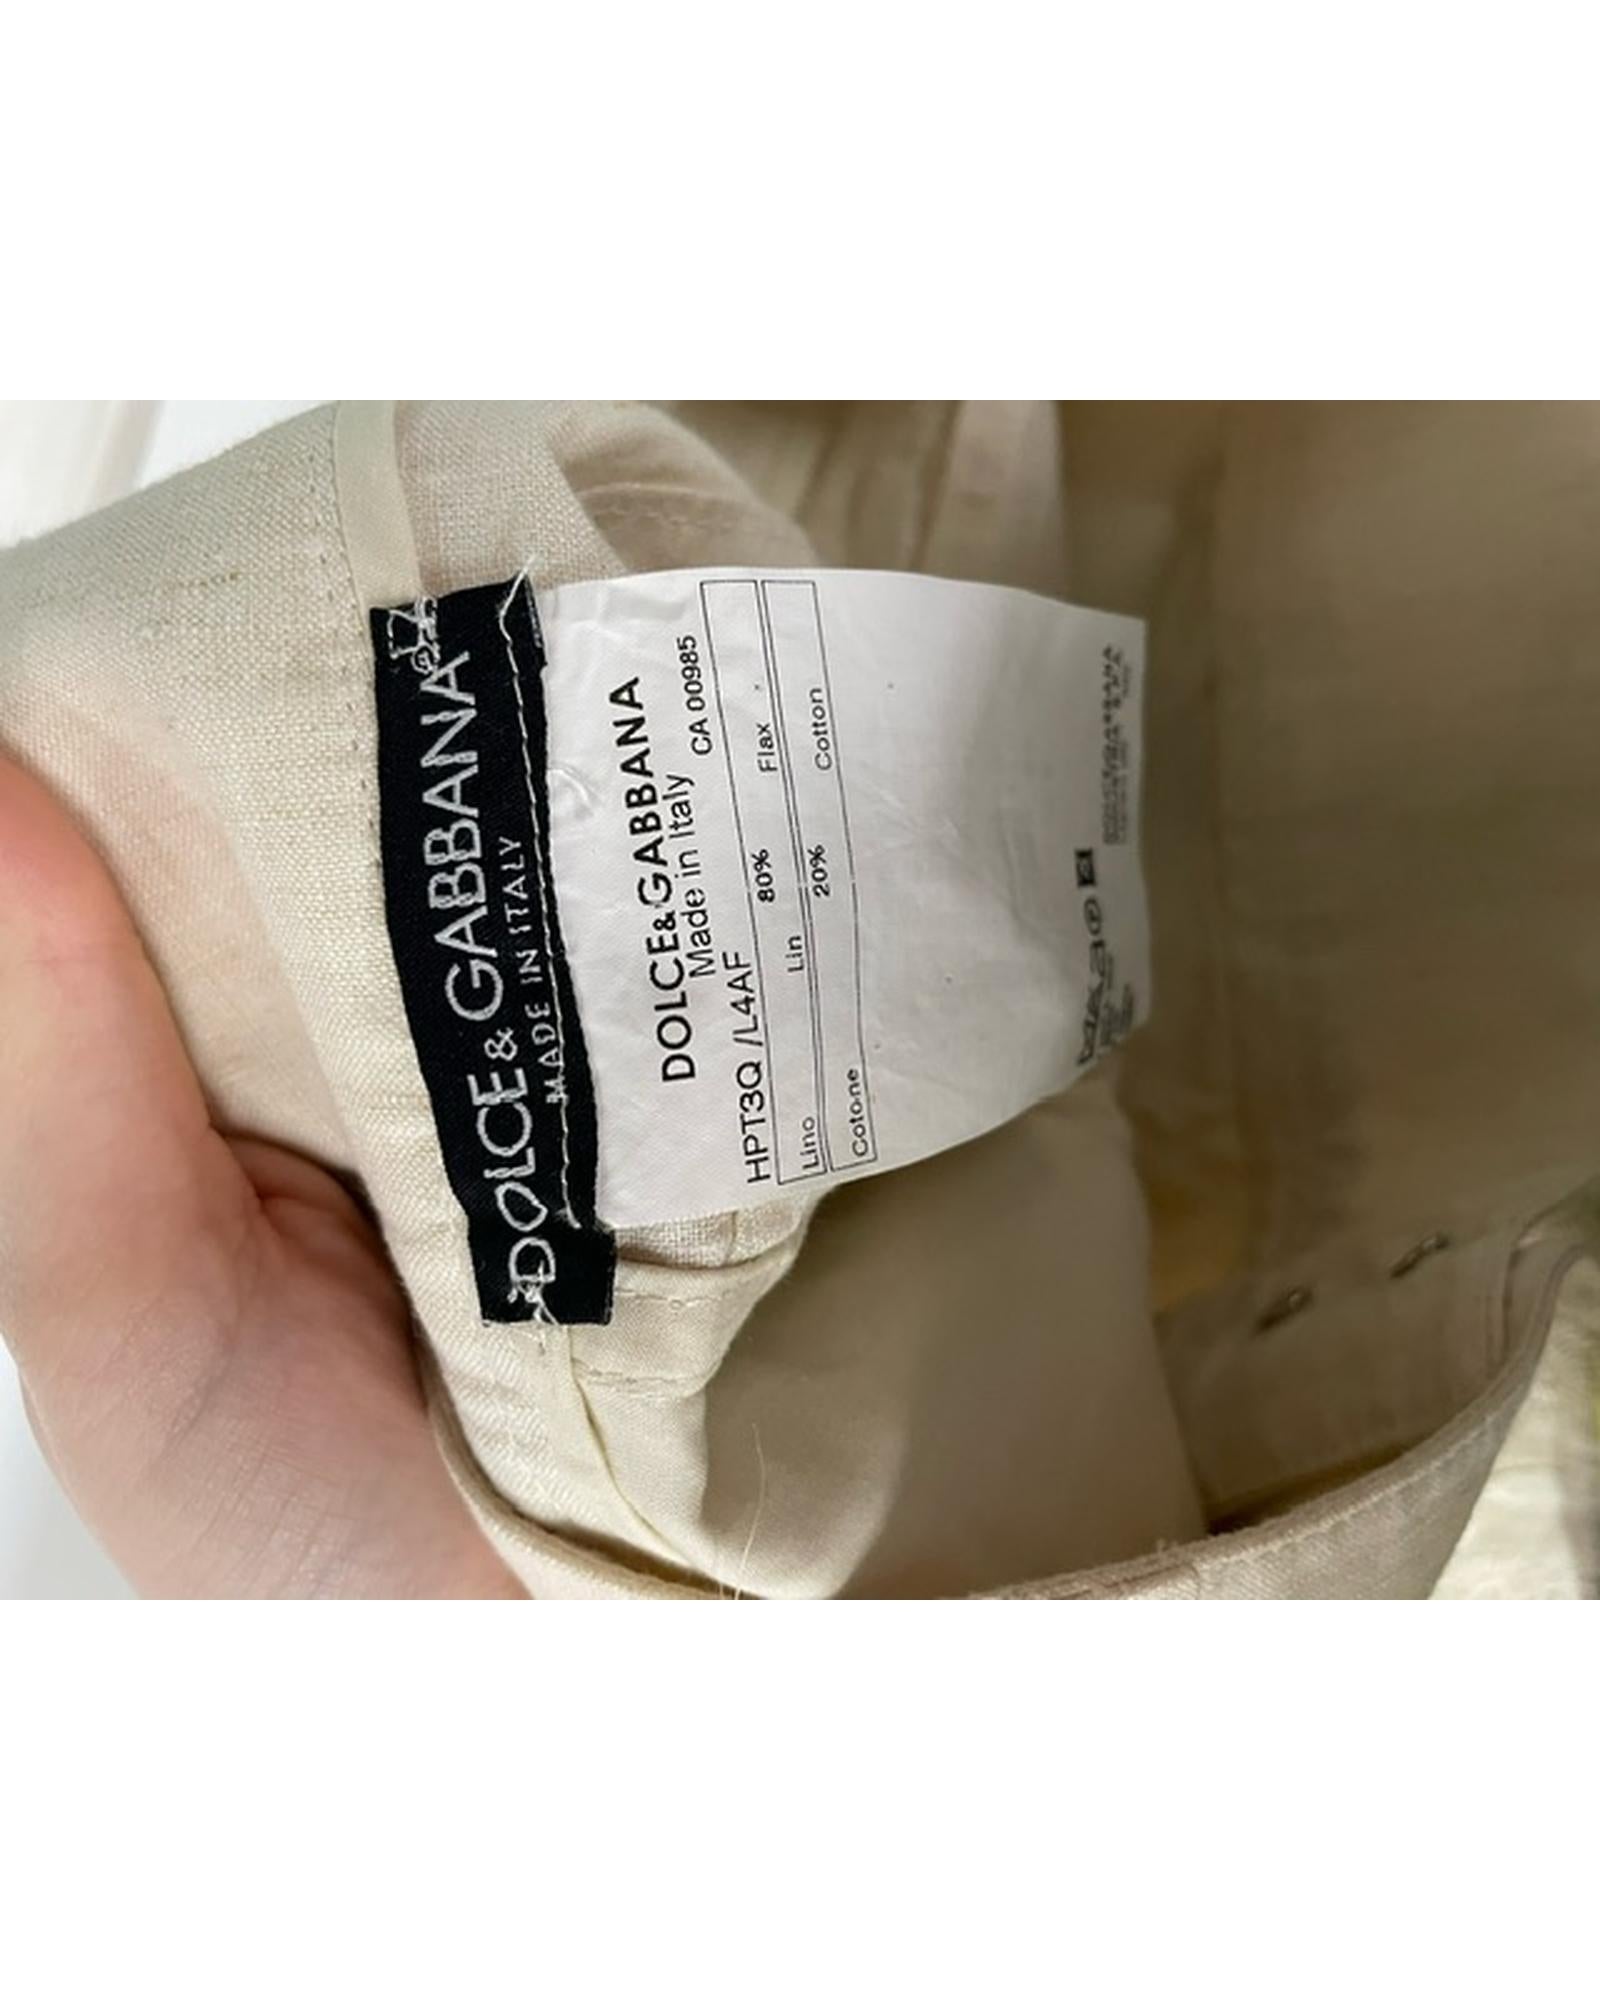 DOLCE & GABBANA
MADE IN ITALY
DOLCE&GABBANA
Made in Italy
HPT3Q /L4AF CA 00985
Lino Lin 80% Flax
Cotone 20% Cotton